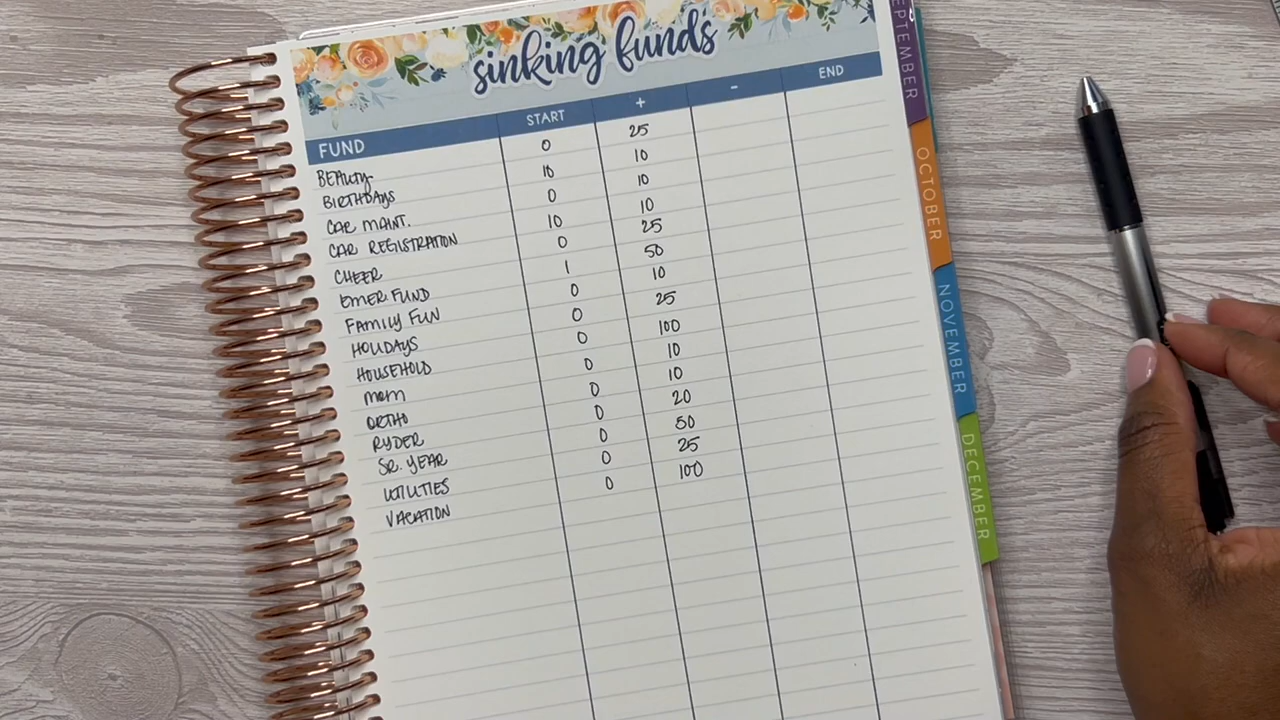 sinking funds
FUND START + - END
BEAUTY 0 25
BIRTHDAYS 10 10
CAR MAINT. 0 10
CAR REGISTRATION 10 10
CHEER 0 25
EMER. FUND 1 50
FAMILY FUN 0 10
HOLIDAYS 0 25
HOUSEHOLD 0 100
mom 0 10
ORTHO 0 10
RYDER 0 20
SR. YEAR 0 50
UTILITIES 0 25
VACATION 0 100
SEPTEMBER
OCTOBER
NOVEMBER
DECEMBER